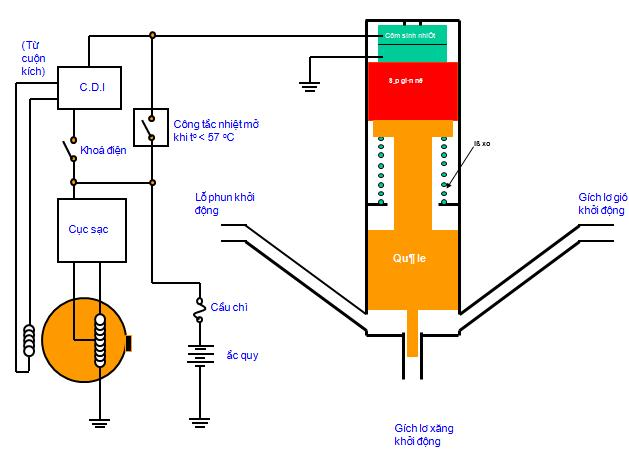 Côm sinh nhiÖt
(Từ
cuộn
kích)
C.D.I
S¸p gi·n në
Công tắc nhiệt mở
khi tº < 57 ºC
Khoá điện
lß xo
Lỗ phun khởi
động
Gích lơ gió
khởi động
Cục sạc
Qu¶ le
Cầu chì
ắc quy
Gích lơ xăng
khởi động